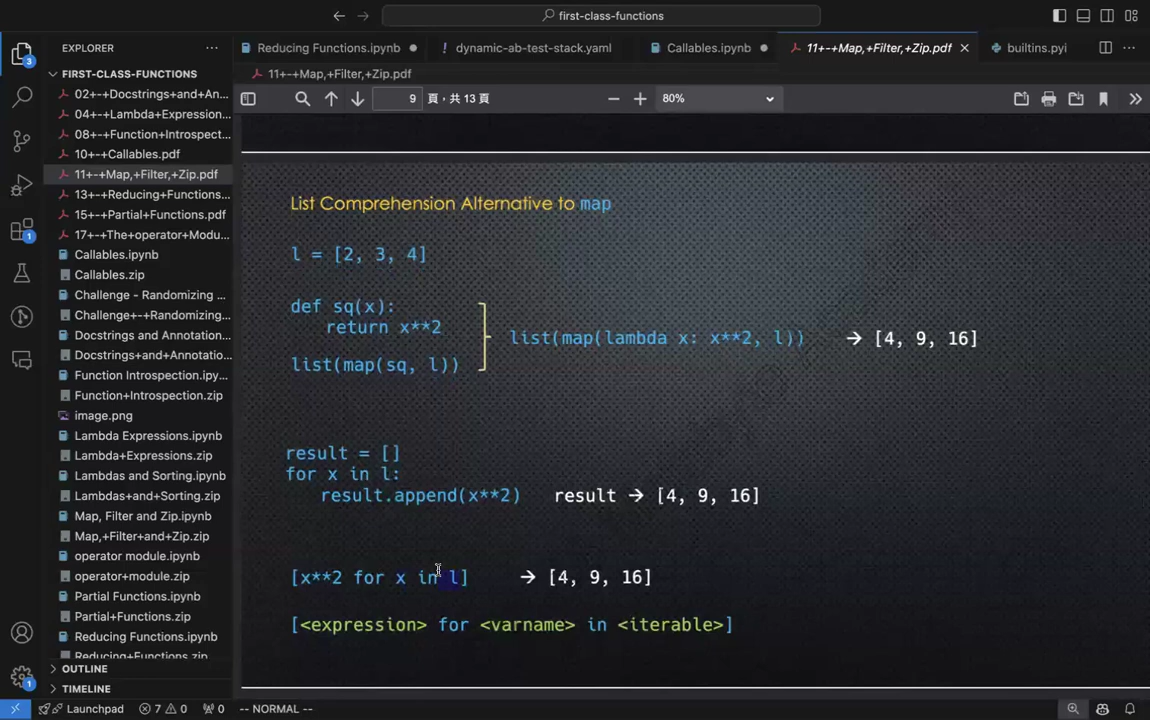 first-class-functions
EXPLORER
FIRST-CLASS-FUNCTIONS
02+-+Docstrings+and+An...
04+-+Lambda+Expression...
08+-+Function+Introspect...
10+-+Callables.pdf
11+-+Map,+Filter,+Zip.pdf
13+-+Reducing+Functions...
15+-+Partial+Functions.pdf
17+-+The+operator+Modu...
Callables.ipynb
Callables.zip
Challenge - Randomizing ...
Challenge+-+Randomizing...
Docstrings and Annotation...
Docstrings+and+Annotatio...
Function Introspection.ipy...
Function+Introspection.zip
image.png
Lambda Expressions.ipynb
Lambda+Expressions.zip
Lambdas and Sorting.ipynb
Lambdas+and+Sorting.zip
Map, Filter and Zip.ipynb
Map,+Filter+and+Zip.zip
operator module.ipynb
operator+module.zip
Partial Functions.ipynb
Partial+Functions.zip
Reducing Functions.ipynb
Reducing+Functions.zip
OUTLINE
TIMELINE
3
1
1
Reducing Functions.ipynb
dynamic-ab-test-stack.yaml
Callables.ipynb
11+-+Map,+Filter,+Zip.pdf
builtins.pyi
11+-+Map,+Filter,+Zip.pdf
9 頁，共 13 頁
80%
List Comprehension Alternative to map
l = [2, 3, 4]
def sq(x):
return x**2
list(map(sq, l))
list(map(lambda x: x**2, l)) → [4, 9, 16]
result = []
for x in l:
result.append(x**2) result → [4, 9, 16]
[x**2 for x in l] → [4, 9, 16]
[<expression> for <varname> in <iterable>]
Launchpad 7 0 0 -- NORMAL --